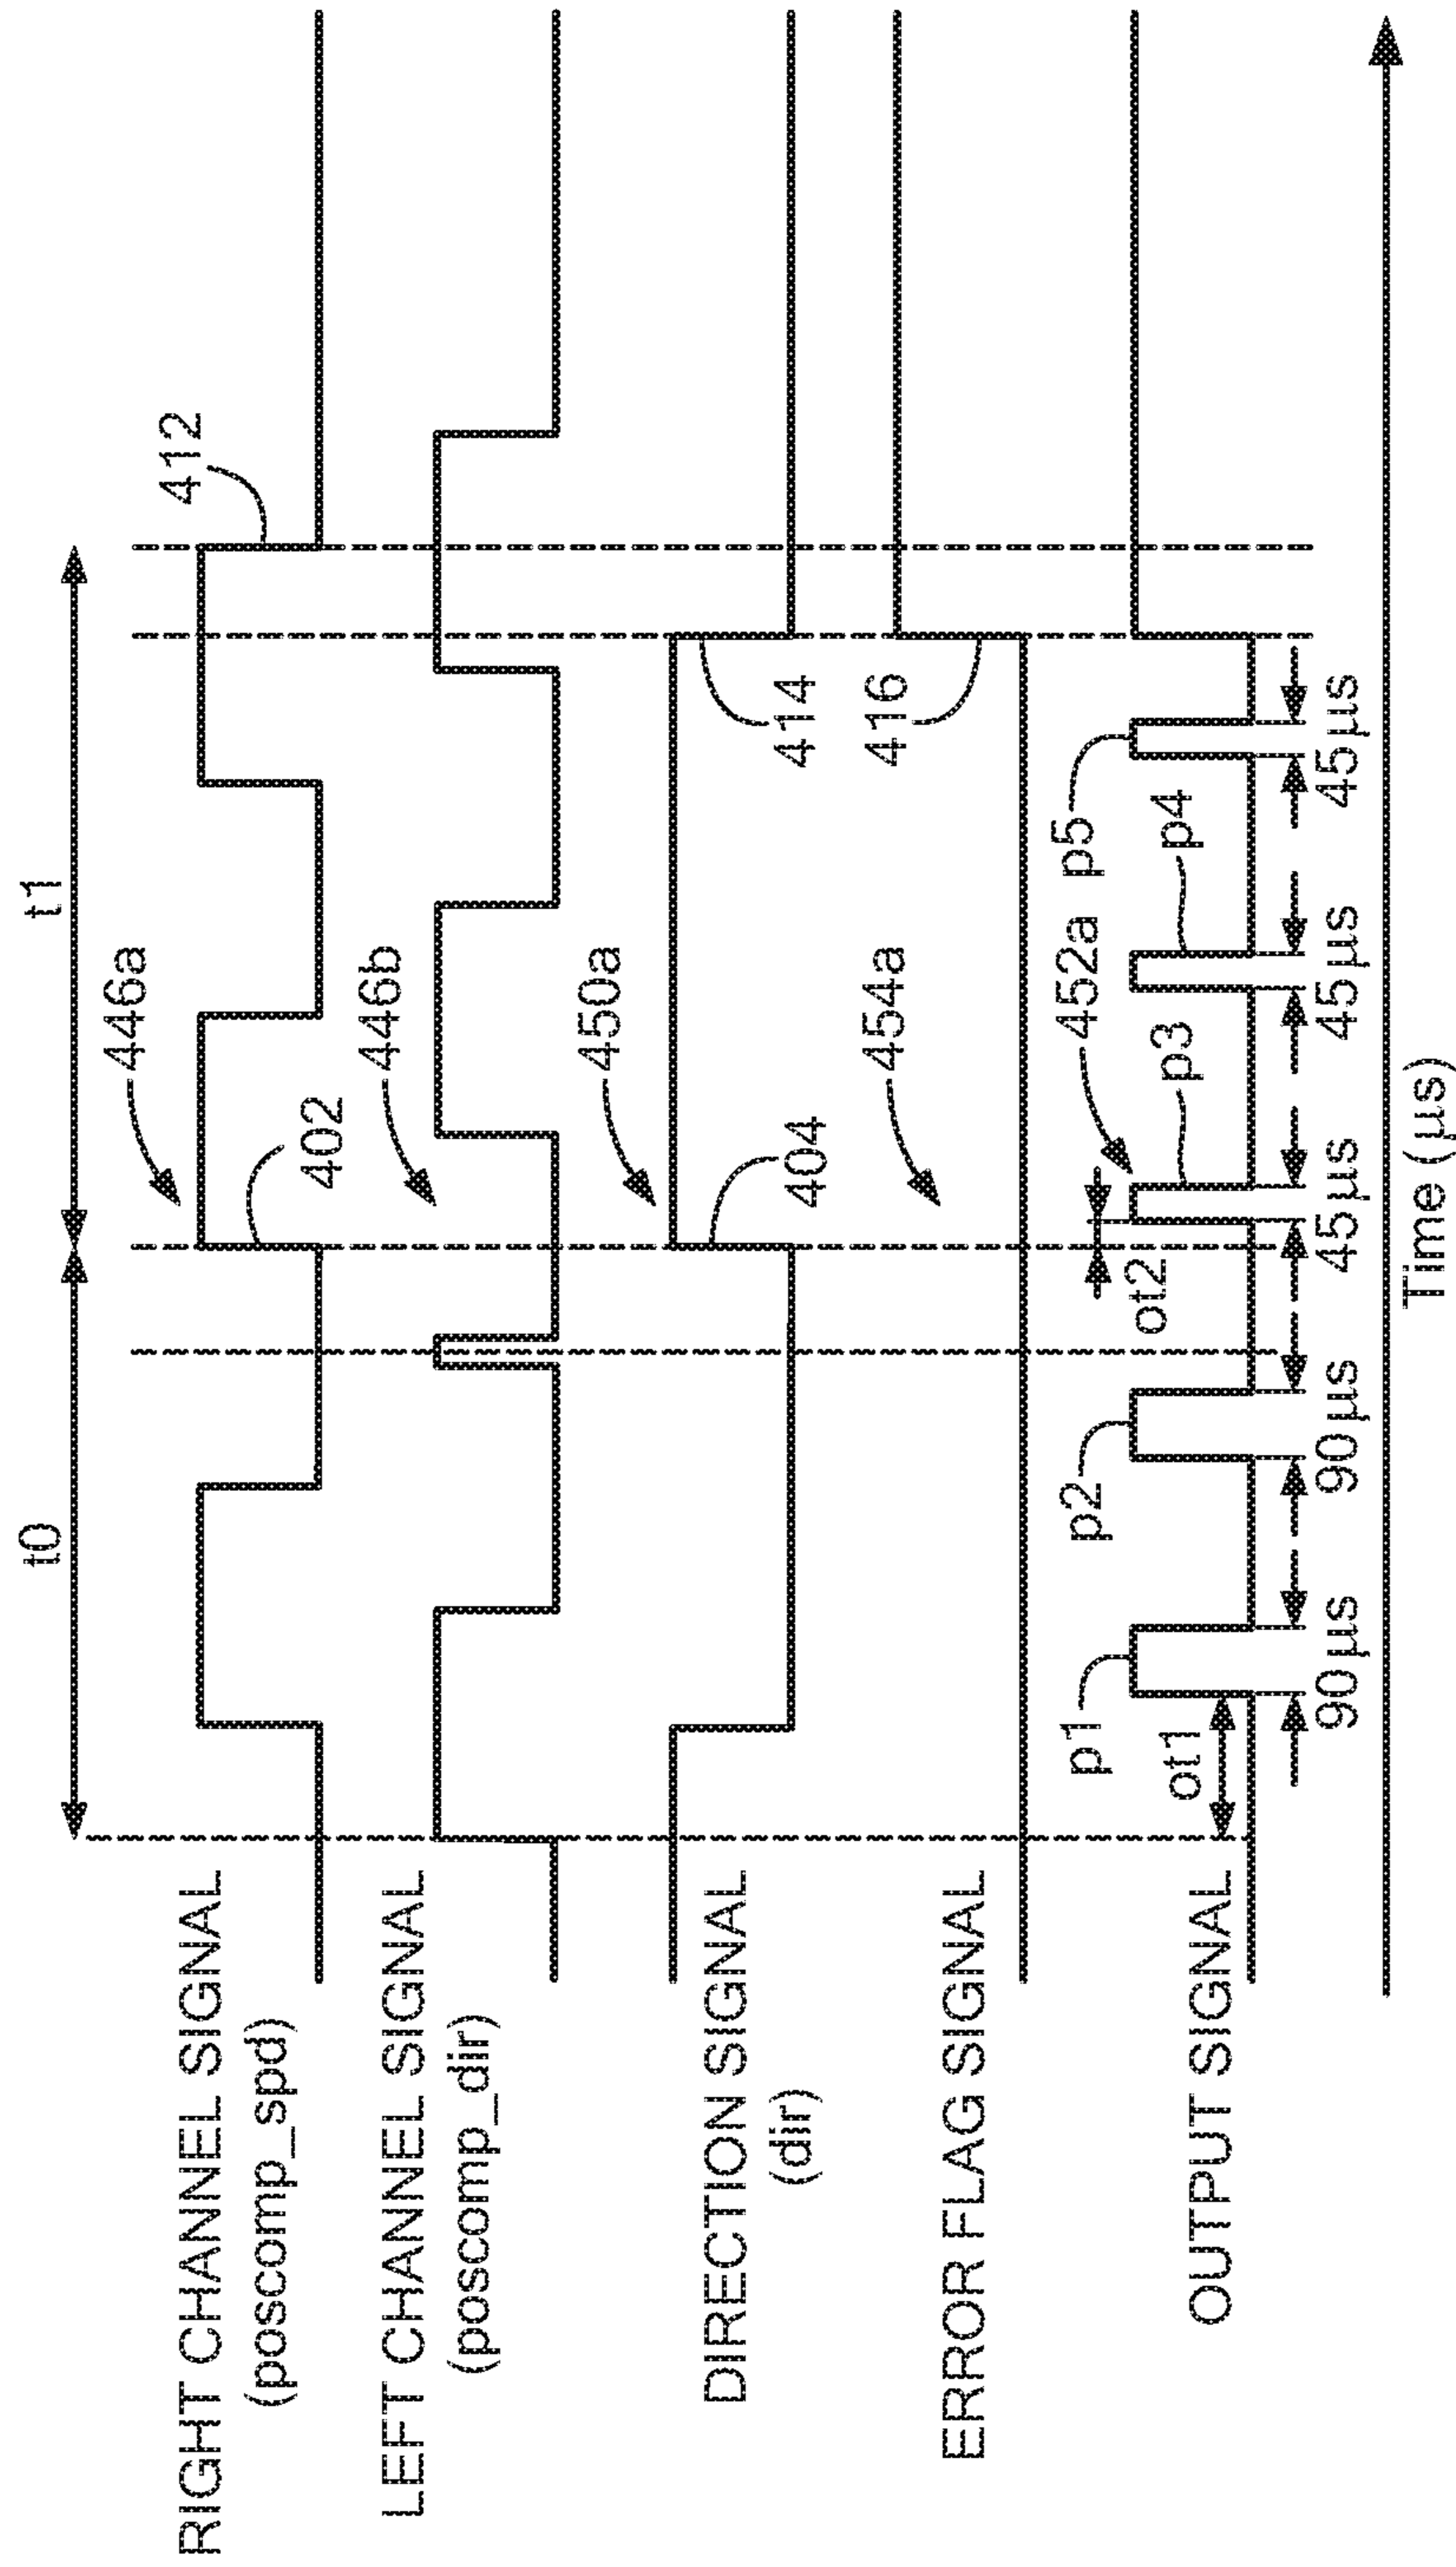 t0
t1
RIGHT CHANNEL SIGNAL
(poscomp_spd)
446a
402
412
LEFT CHANNEL SIGNAL
(poscomp_dir)
446b
DIRECTION SIGNAL
(dir)
450a
404
414
ERROR FLAG SIGNAL
454a
416
OUTPUT SIGNAL
ot1
p1
p2
ot2
452a
p3
p4
p5
90 µs
90 µs
45 µs
45 µs
45 µs
Time (µs)